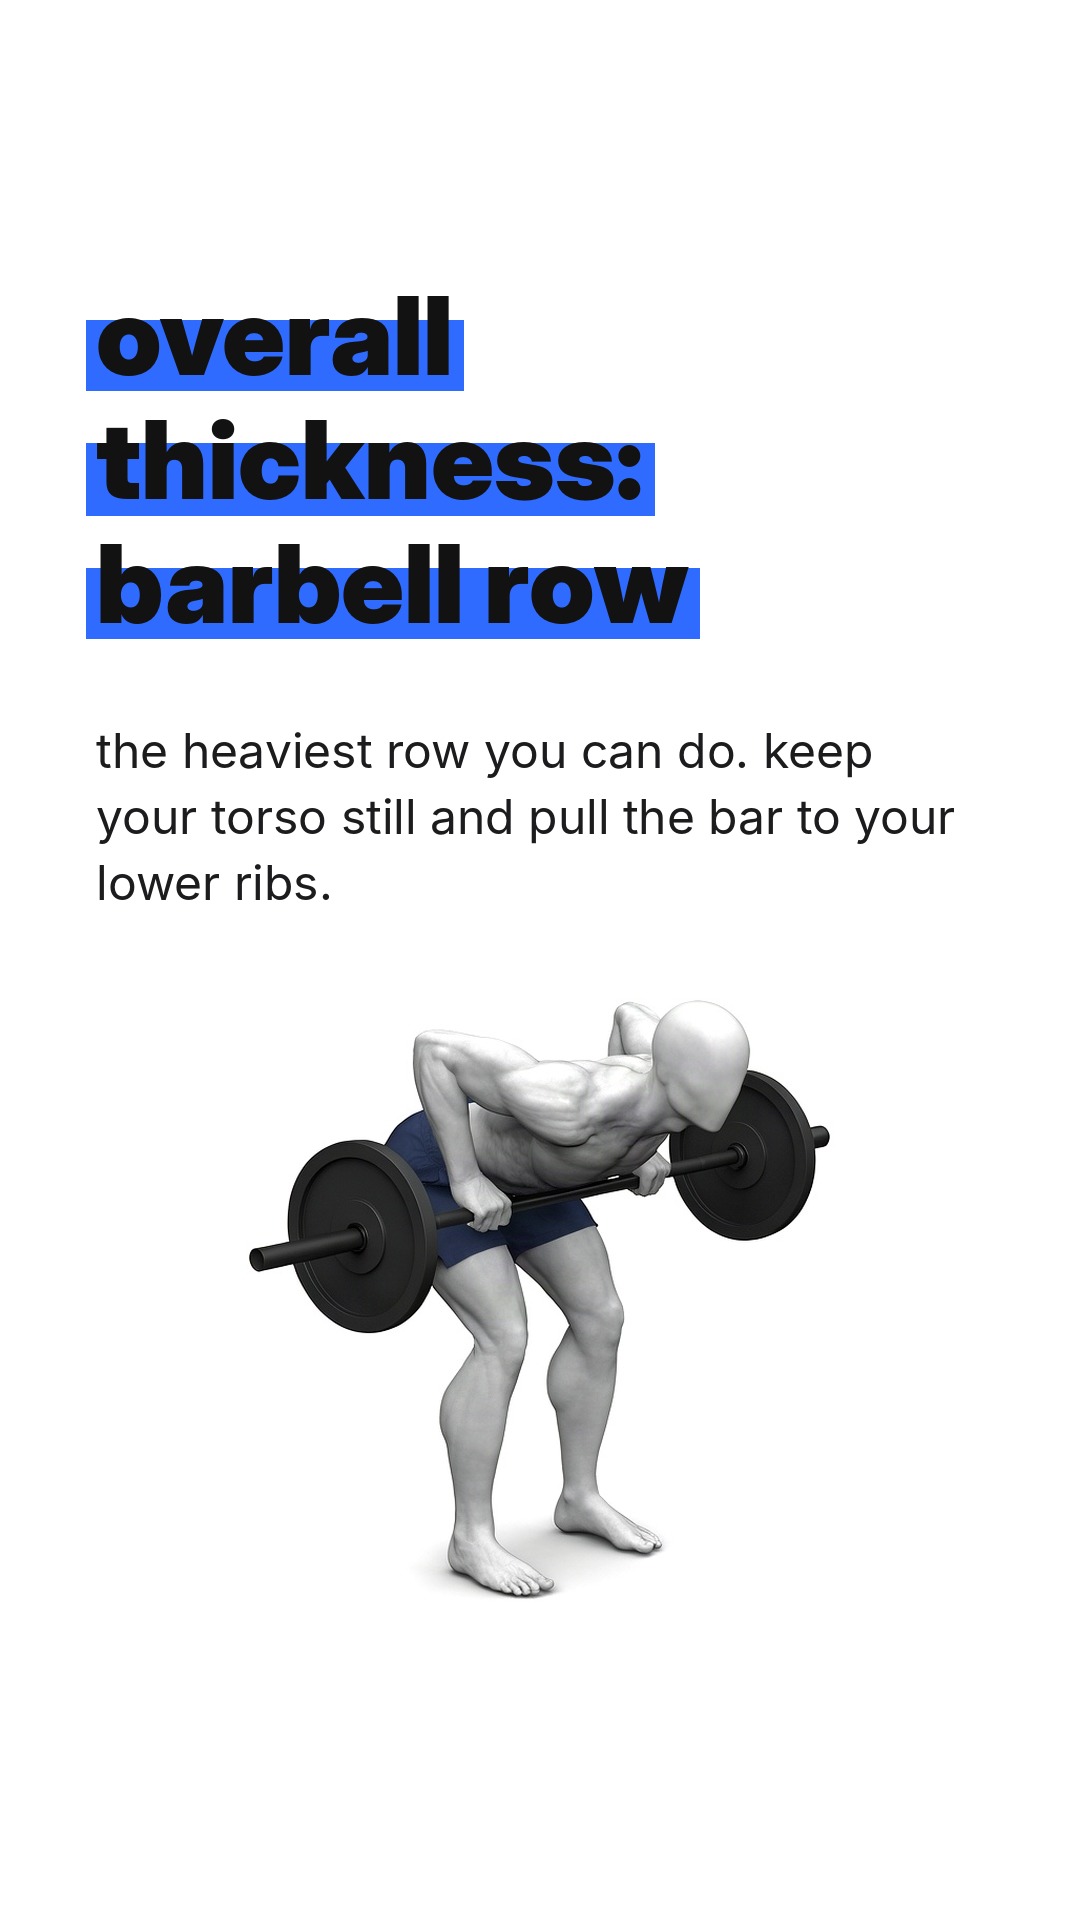 overall
thickness:
barbell row
the heaviest row you can do. keep
your torso still and pull the bar to your
lower ribs.